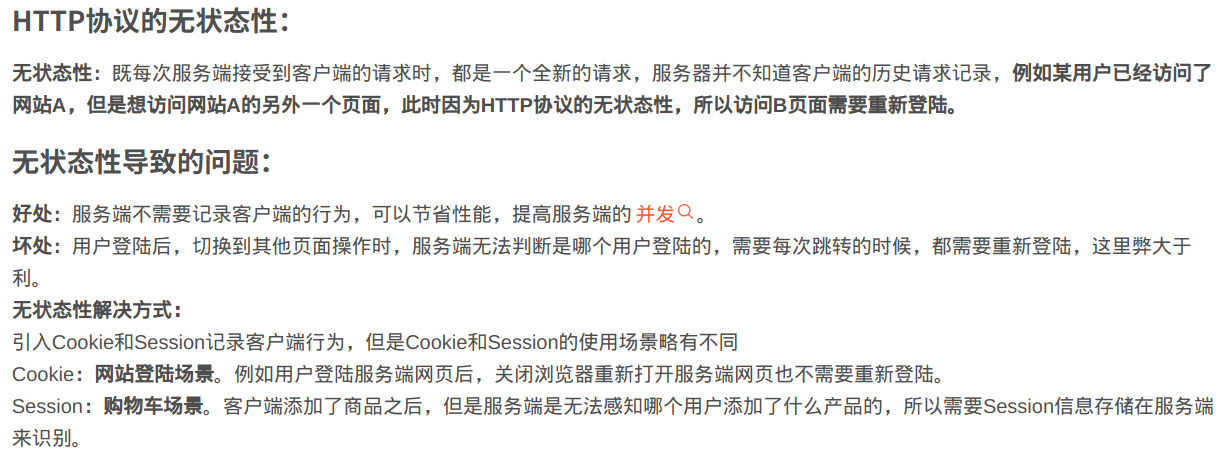 HTTP协议的无状态性：
无状态性：既每次服务端接受到客户端的请求时，都是一个全新的请求，服务器并不知道客户端的历史请求记录，例如某用户已经访问了
网站A，但是想访问网站A的另外一个页面，此时因为HTTP协议的无状态性，所以访问B页面需要重新登陆。
无状态性导致的问题：
好处：服务端不需要记录客户端的行为，可以节省性能，提高服务端的 并发。
坏处：用户登陆后，切换到其他页面操作时，服务端无法判断是哪个用户登陆的，需要每次跳转的时候，都需要重新登陆，这里弊大于
利。
无状态性解决方式：
引入Cookie和Session记录客户端行为，但是Cookie和Session的使用场景略有不同
Cookie：网站登陆场景。例如用户登陆服务端网页后，关闭浏览器重新打开服务端网页也不需要重新登陆。
Session：购物车场景。客户端添加了商品之后，但是服务端是无法感知哪个用户添加了什么产品的，所以需要Session信息存储在服务端
来识别。